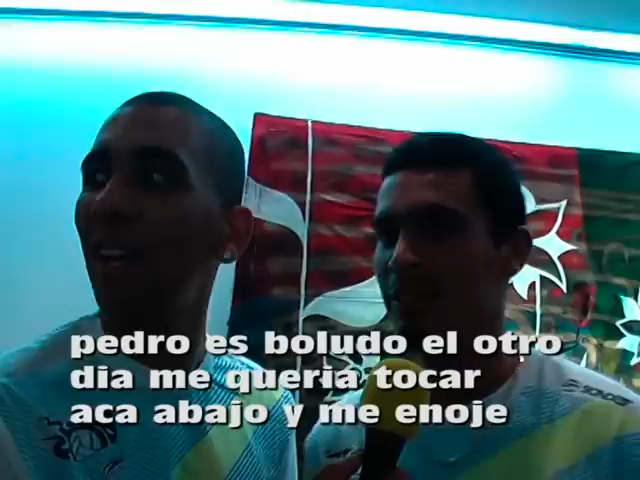 pedro es boludo el otro
dia me queria tocar
aca abajo y me enoje